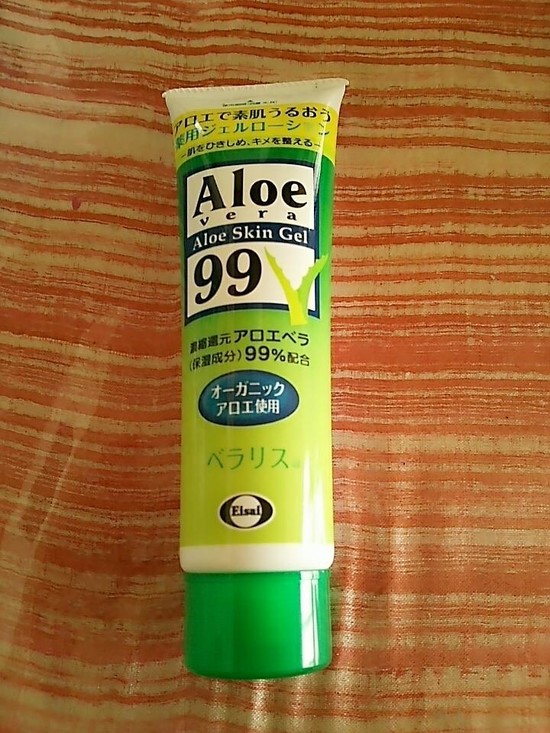 アロエで素肌うるおう
薬用ジェルローション
—肌をひきしめ、キメを整える—
Aloe
vera
Aloe Skin Gel
99
濃縮還元アロエベラ
(保湿成分)99%配合
オーガニック
アロエ使用
ベラリス
Eisai